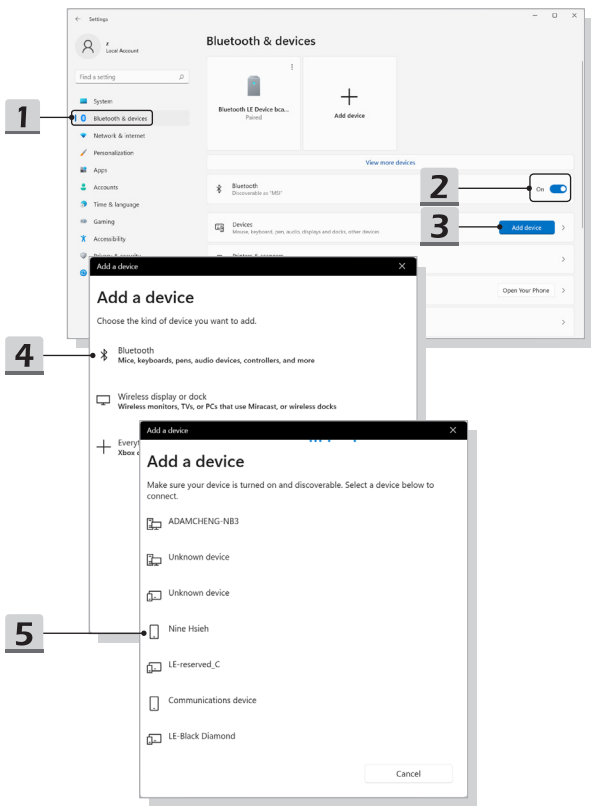 Settings
z
Local Account
Find a setting
System
Bluetooth & devices
Network & internet
Personalization
Apps
Accounts
Time & language
Gaming
Accessibility
Privacy & security
Bluetooth & devices
Bluetooth LE Device bca...
Paired
Add device
View more devices
Bluetooth
Discoverable as "MD"
On
Devices
Mouse, keyboard, pen, audio, displays and docks, other devices
Add device
Printers & scanners
Open Your Phone
1
2
3
Add a device
Add a device
Choose the kind of device you want to add.
4
Bluetooth
Mice, keyboards, pens, audio devices, controllers, and more
Wireless display or dock
Wireless monitors, TVs, or PCs that use Miracast, or wireless docks
Everyt
Xbox
Add a device
Add a device
Make sure your device is turned on and discoverable. Select a device below to
connect.
ADAMCHENG-NB3
Unknown device
Unknown device
5
Nine Hsieh
LE-reserved_C
Communications device
LE-Black Diamond
Cancel